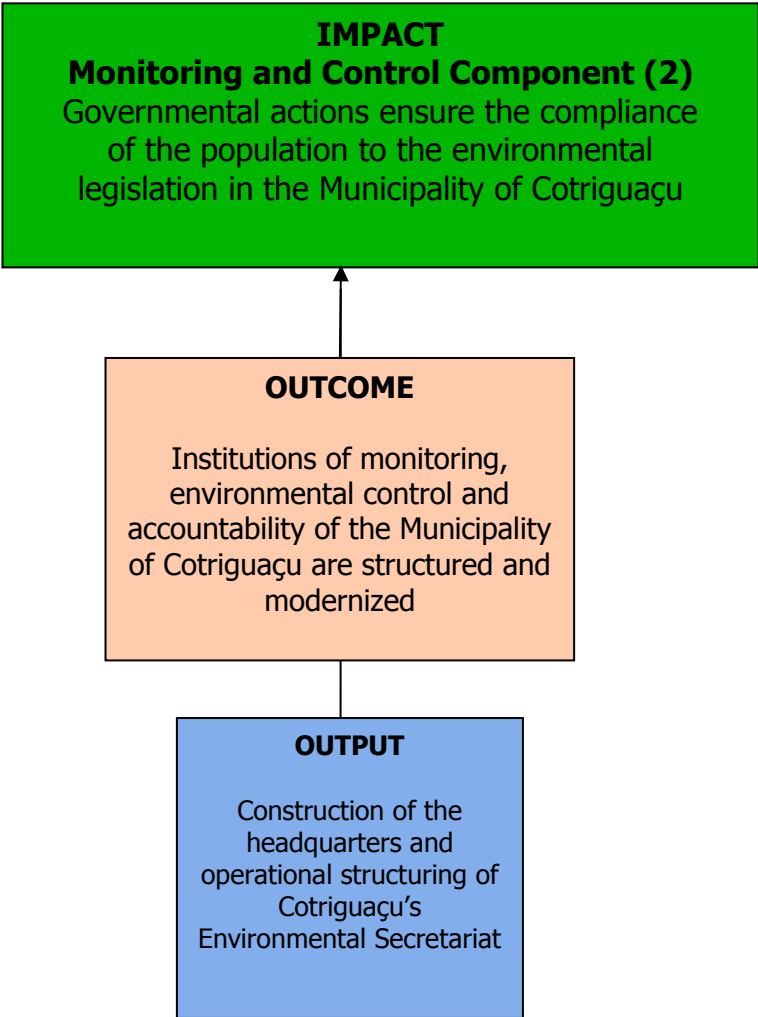 IMPACT
Monitoring and Control Component (2)
Governmental actions ensure the compliance
of the population to the environmental
legislation in the Municipality of Cotriguaçu
OUTCOME
Institutions of monitoring,
environmental control and
accountability of the Municipality
of Cotriguaçu are structured and
modernized
OUTPUT
Construction of the
headquarters and
operational structuring of
Cotriguaçu’s
Environmental Secretariat